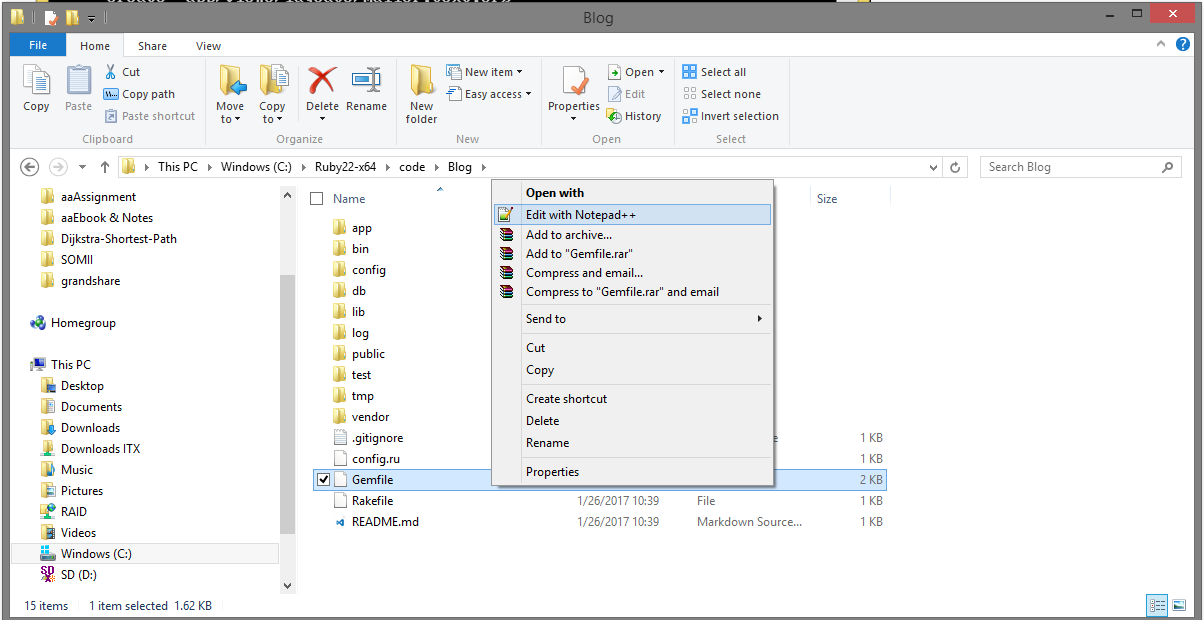 Blog
File Home Share View
Copy
Paste
Cut
Copy path
Paste shortcut
Clipboard
Move to
Copy to
Delete
Rename
Organize
New folder
New item
Easy access
New
Properties
Open
Edit
History
Open
Select all
Select none
Invert selection
Select
This PC Windows (C:) Ruby22-x64 code Blog
Search Blog
aaAssignment
aaEbook & Notes
Dijkstra-Shortest-Path
SOMII
grandshare
Homegroup
This PC
Desktop
Documents
Downloads
Downloads ITX
Music
Pictures
RAID
Videos
Windows (C:)
SD (D:)
Name Size
app
bin
config
db
lib
log
public
test
tmp
vendor
.gitignore 1 KB
config.ru 1 KB
Gemfile 2 KB
Rakefile 1/26/2017 10:39 File 1 KB
README.md 1/26/2017 10:39 Markdown Source... 1 KB
Open with
Edit with Notepad++
Add to archive...
Add to "Gemfile.rar"
Compress and email...
Compress to "Gemfile.rar" and email
Send to
Cut
Copy
Create shortcut
Delete
Rename
Properties
15 items 1 item selected 1.62 KB